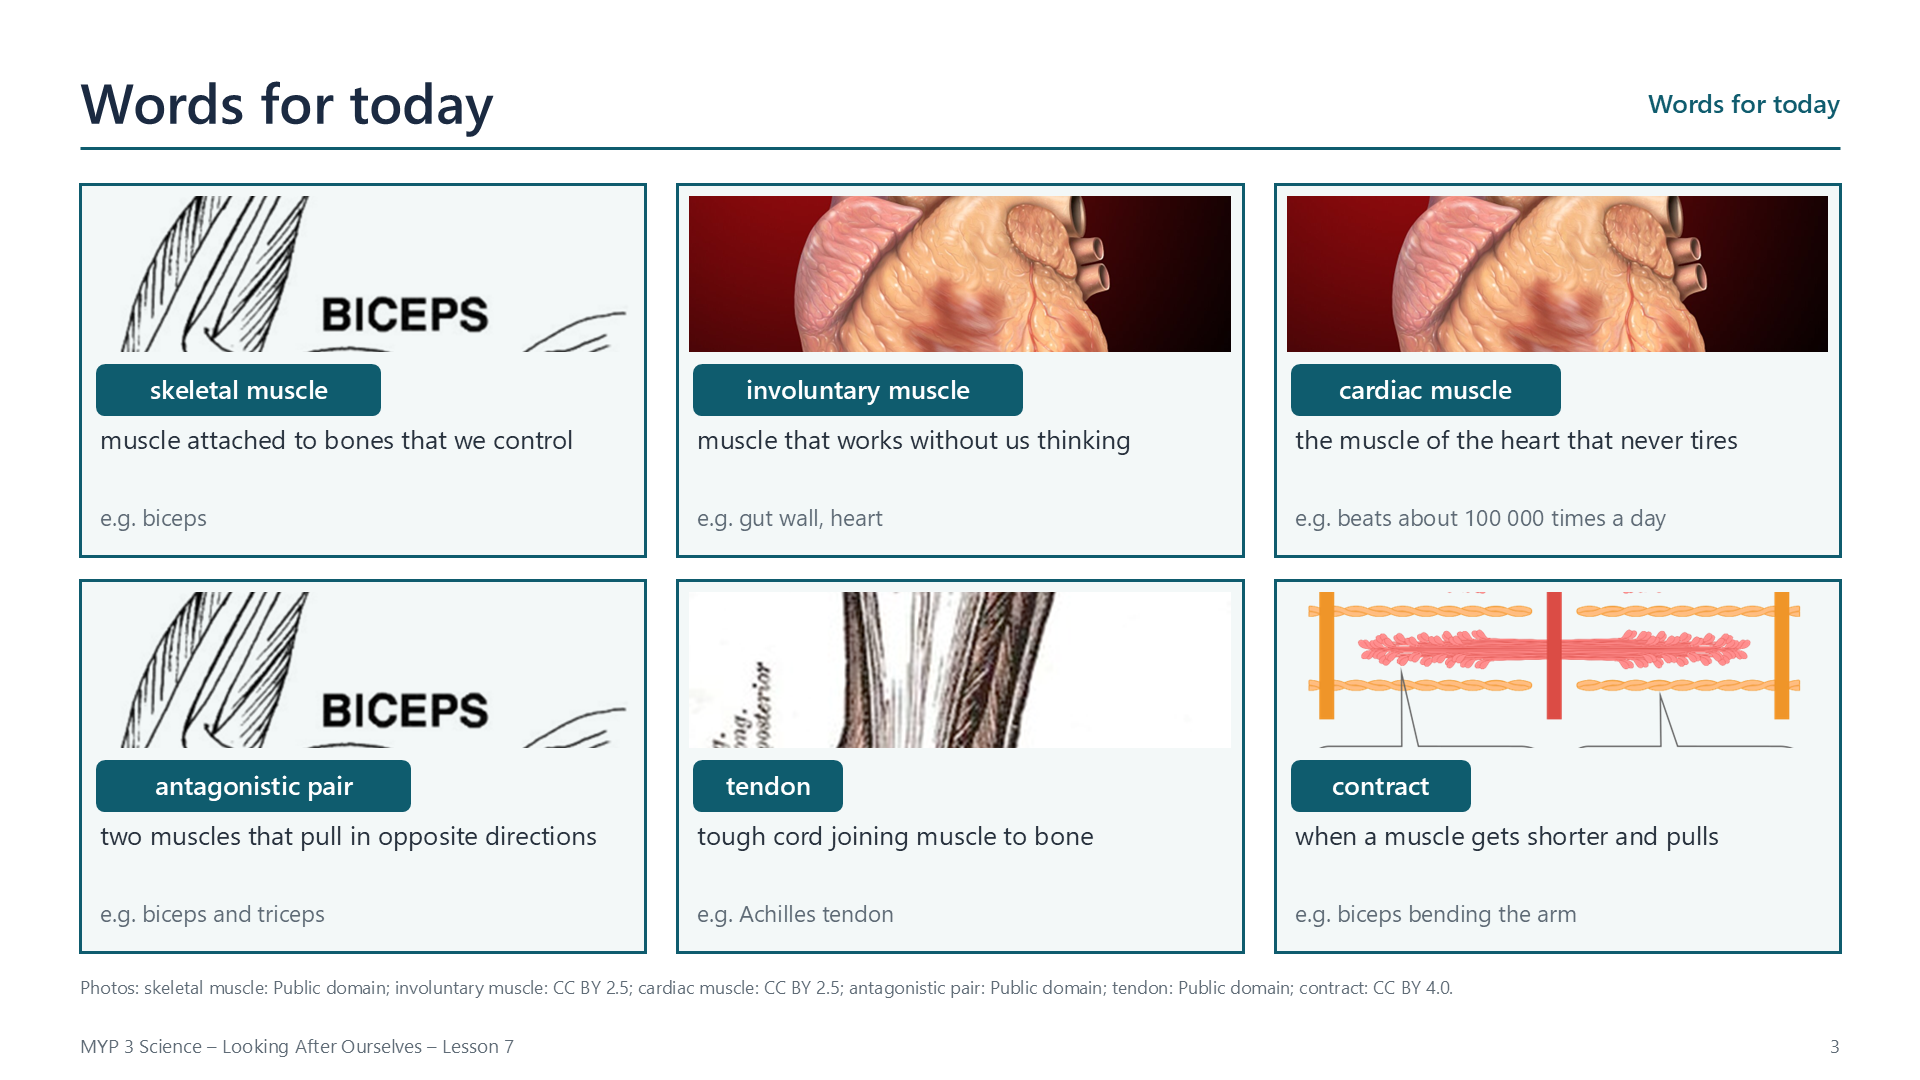 Words for today
Words for today
BICEPS
skeletal muscle
muscle attached to bones that we control
e.g. biceps
involuntary muscle
muscle that works without us thinking
e.g. gut wall, heart
cardiac muscle
the muscle of the heart that never tires
e.g. beats about 100 000 times a day
BICEPS
antagonistic pair
two muscles that pull in opposite directions
e.g. biceps and triceps
posterior
tendon
tough cord joining muscle to bone
e.g. Achilles tendon
contract
when a muscle gets shorter and pulls
e.g. biceps bending the arm
Photos: skeletal muscle: Public domain; involuntary muscle: CC BY 2.5; cardiac muscle: CC BY 2.5; antagonistic pair: Public domain; tendon: Public domain; contract: CC BY 4.0.
MYP 3 Science – Looking After Ourselves – Lesson 7
3